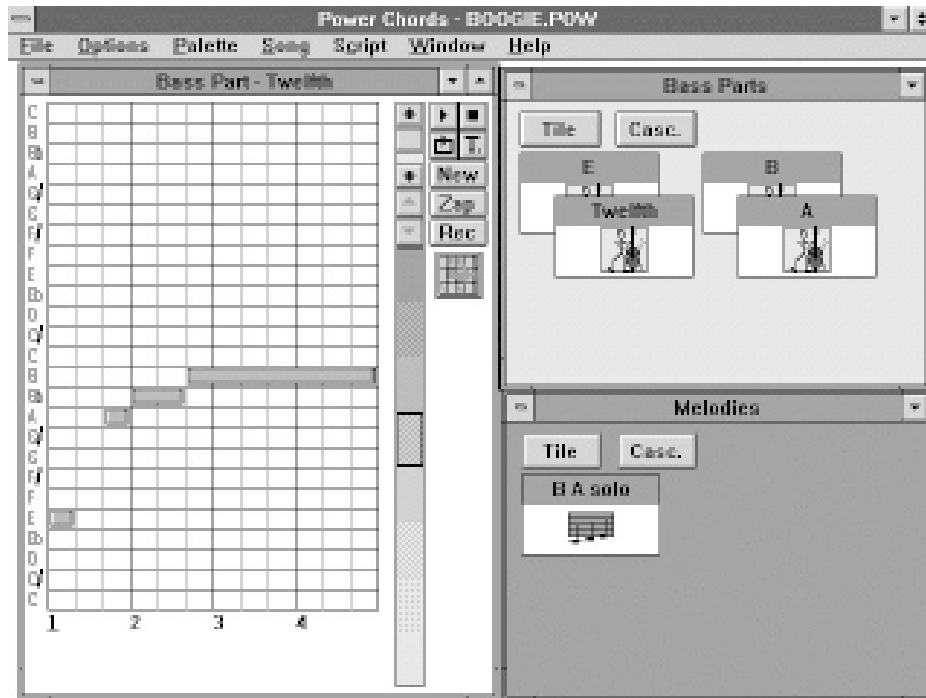 Power Chords - BOOGIE.POW
File Options Palette Song Script Window Help
Bass Part - Twelfth
C
B
Bb
A
G#
G
F#
F
E
Eb
D
C#
C
B
Bb
A
G#
G
F#
F
E
Eb
D
C#
C
1 2 3 4
T.
New
Zap
Rec
Bass Parts
Tile Casc.
E B
Twelfth A
Melodies
Tile Casc.
B A solo